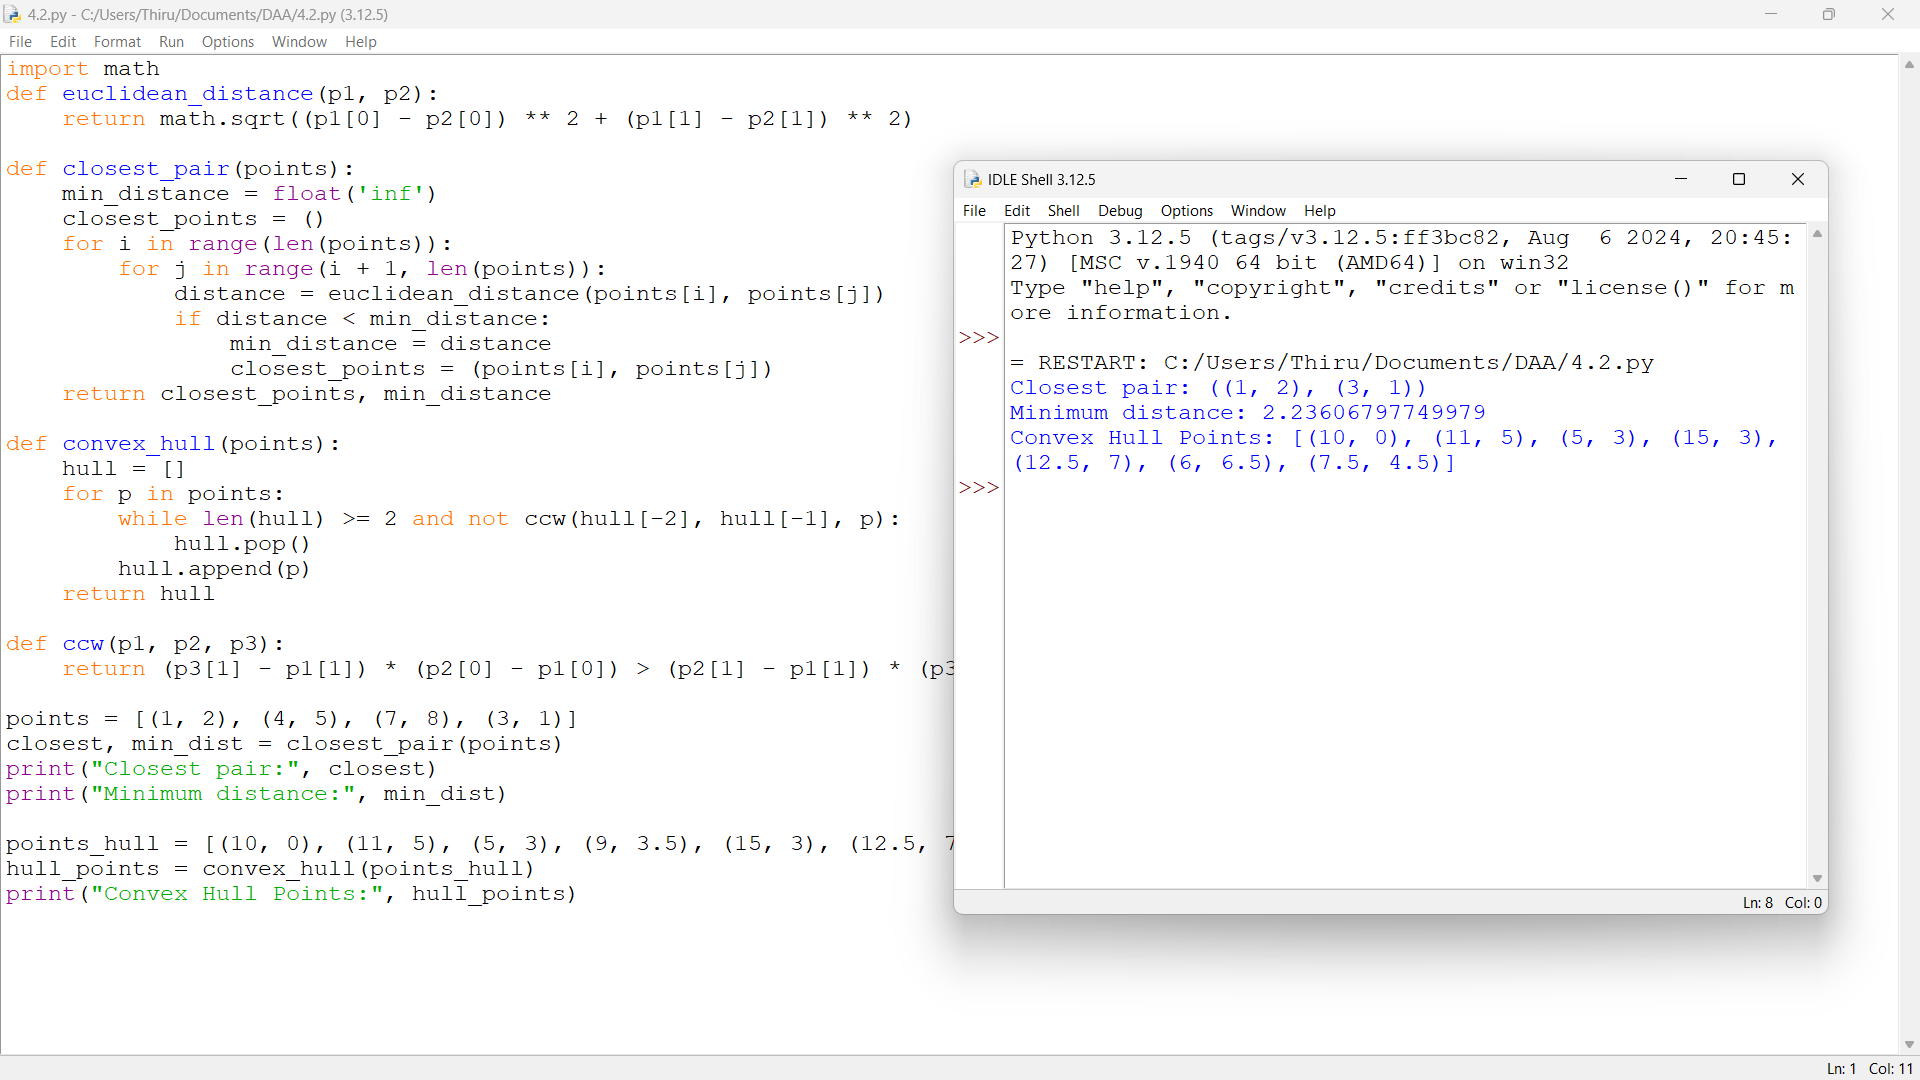 4.2.py - C:/Users/Thiru/Documents/DAA/4.2.py (3.12.5)
File Edit Format Run Options Window Help
import math
def euclidean_distance(p1, p2):
    return math.sqrt((p1[0] - p2[0]) ** 2 + (p1[1] - p2[1]) ** 2)
def closest_pair(points):
    min_distance = float('inf')
    closest_points = ()
    for i in range(len(points)):
        for j in range(i + 1, len(points)):
            distance = euclidean_distance(points[i], points[j])
            if distance < min_distance:
                min_distance = distance
                closest_points = (points[i], points[j])
    return closest_points, min_distance
def convex_hull(points):
    hull = []
    for p in points:
        while len(hull) >= 2 and not ccw(hull[-2], hull[-1], p):
            hull.pop()
        hull.append(p)
    return hull
def ccw(p1, p2, p3):
    return (p3[1] - p1[1]) * (p2[0] - p1[0]) > (p2[1] - p1[1]) * (p3
points = [(1, 2), (4, 5), (7, 8), (3, 1)]
closest, min_dist = closest_pair(points)
print("Closest pair:", closest)
print("Minimum distance:", min_dist)
points_hull = [(10, 0), (11, 5), (5, 3), (9, 3.5), (15, 3), (12.5, 7
hull_points = convex_hull(points_hull)
print("Convex Hull Points:", hull_points)
Ln: 1 Col: 11
IDLE Shell 3.12.5
File Edit Shell Debug Options Window Help
Python 3.12.5 (tags/v3.12.5:ff3bc82, Aug  6 2024, 20:45:
27) [MSC v.1940 64 bit (AMD64)] on win32
Type "help", "copyright", "credits" or "license()" for m
ore information.
>>>
= RESTART: C:/Users/Thiru/Documents/DAA/4.2.py
Closest pair: ((1, 2), (3, 1))
Minimum distance: 2.23606797749979
Convex Hull Points: [(10, 0), (11, 5), (5, 3), (15, 3),
(12.5, 7), (6, 6.5), (7.5, 4.5)]
>>>
Ln: 8 Col: 0